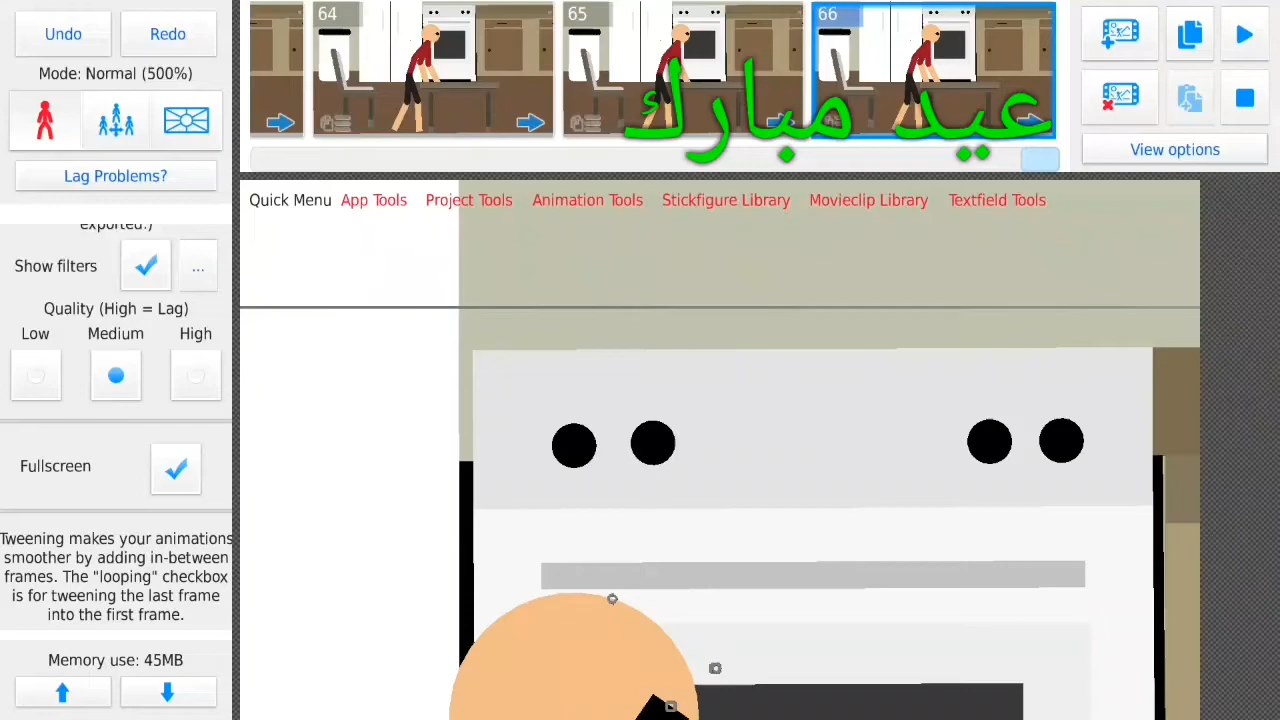 Undo
Redo
64
65
66
Mode: Normal (500%)
عيد مبارك
View options
Lag Problems?
Quick Menu App Tools Project Tools Animation Tools Stickfigure Library Movieclip Library Textfield Tools
exported.)
Show filters
...
Quality (High = Lag)
Low Medium High
Fullscreen
Tweening makes your animations
smoother by adding in-between
frames. The "looping" checkbox
is for tweening the last frame
into the first frame.
Memory use: 45MB